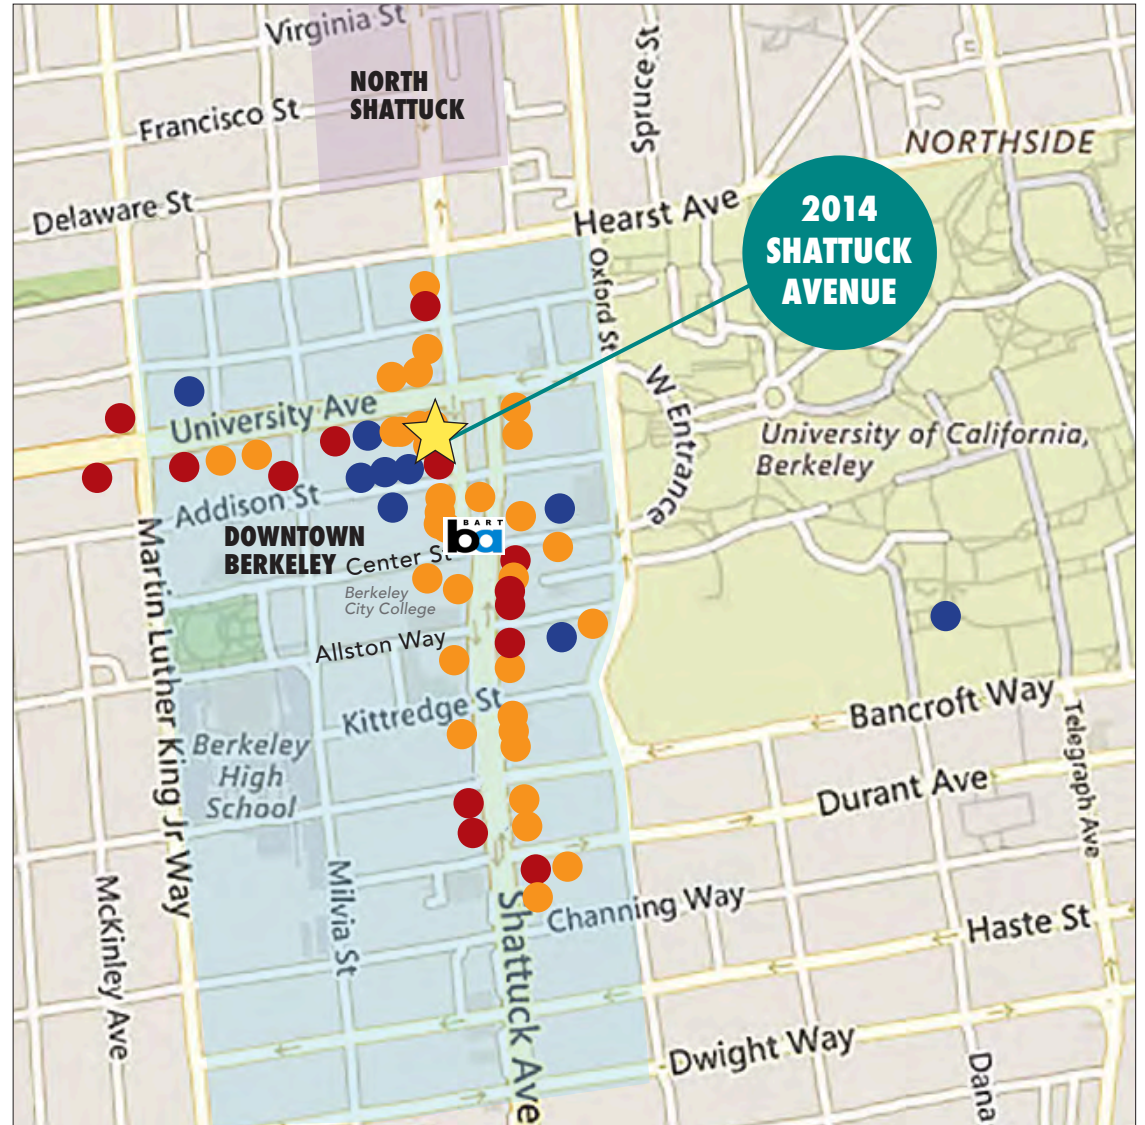 Virginia St
NORTH
SHATTUCK
Spruce St
Francisco St
NORTHSIDE
Delaware St
Hearst Ave
2014
SHATTUCK
AVENUE
Oxford St
W Entrance
University Ave
University of California,
Berkeley
Addison St
DOWNTOWN
BERKELEY
BART
ba
Center St
Berkeley
City College
Allston Way
Martin Luther King Jr Way
Kittredge St
Bancroft Way
Telegraph Ave
Berkeley
High
School
Durant Ave
McKinley Ave
Milvia St
Shattuck Ave
Channing Way
Haste St
Dwight Way
Dana